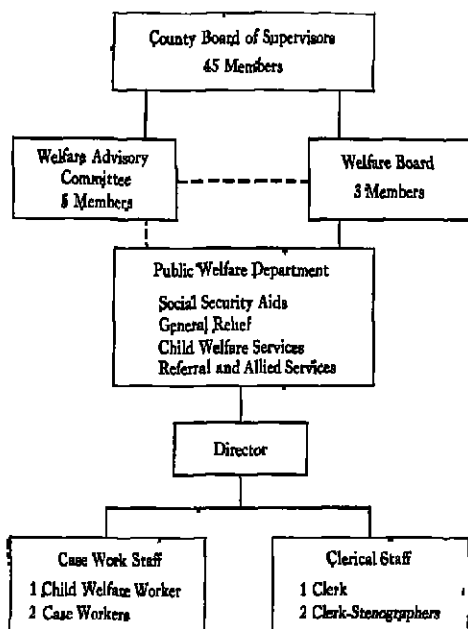 County Board of Supervisors
45 Members
Welfare Advisory
Committee
5 Members
Welfare Board
3 Members
Public Welfare Department
Social Security Aids
General Relief
Child Welfare Services
Referral and Allied Services
Director
Case Work Staff
1 Child Welfare Worker
2 Case Workers
Clerical Staff
1 Clerk
2 Clerk-Stenographers